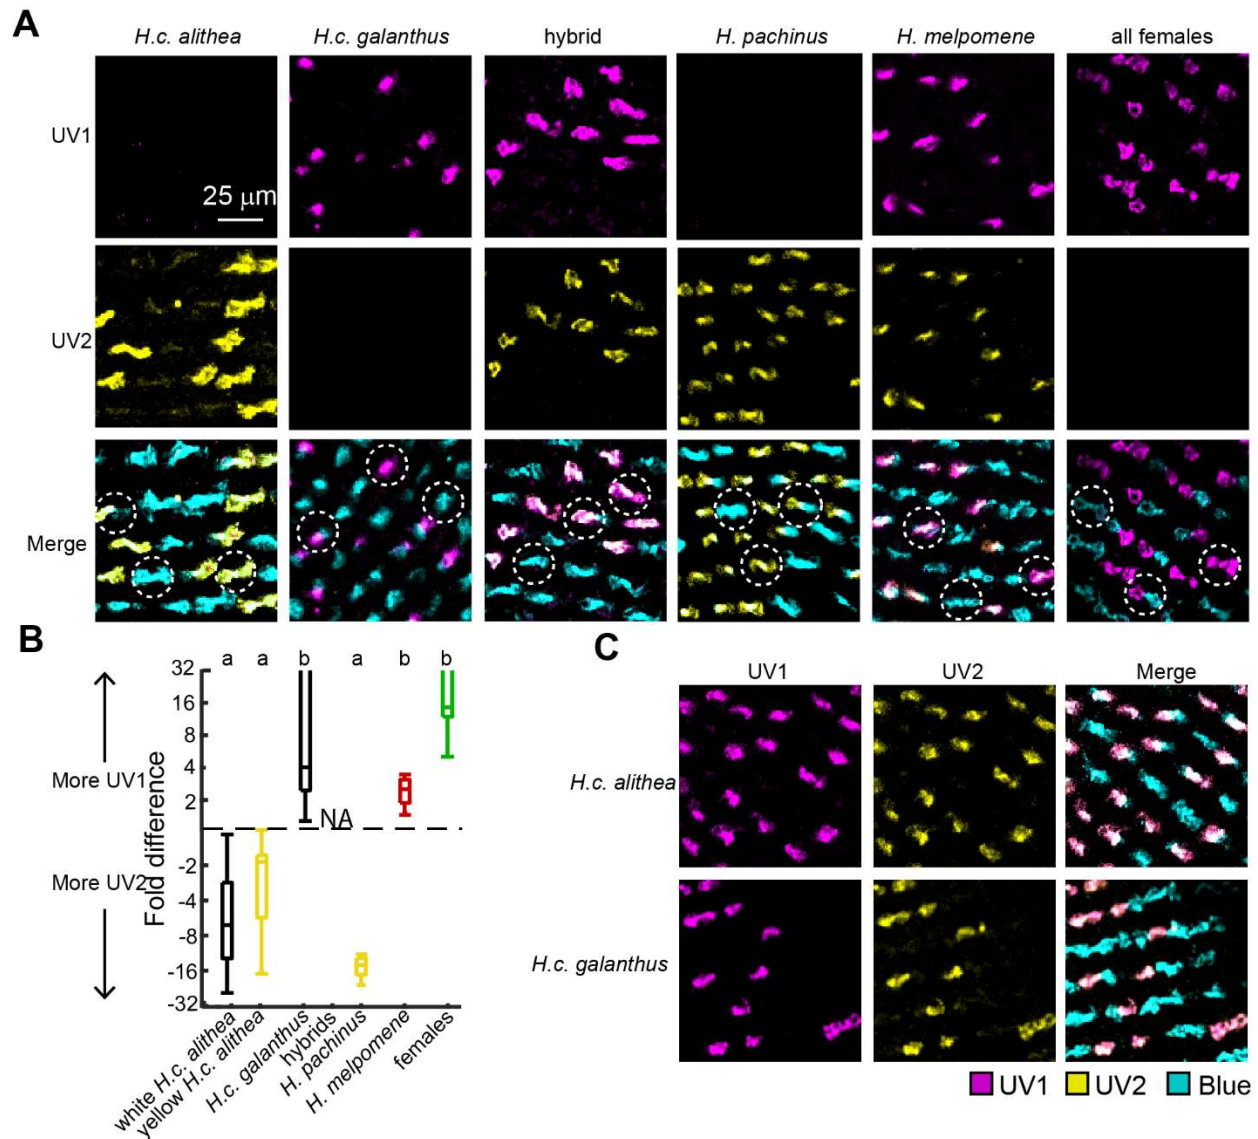 A
H.c. alithea
H.c. galanthus
hybrid
H. pachinus
H. melpomene
all females
UV1
25 μm
UV2
Merge
B
a a b a b b
32
16
8
4
2
-2
-4
-8
-16
-32
More UV1
More UV2
Fold difference
NA
white H.c. alithea
yellow H.c. alithea
H.c. galanthus
hybrids
H. pachinus
H. melpomene
females
C
UV1
UV2
Merge
H.c. alithea
H.c. galanthus
UV1
UV2
Blue